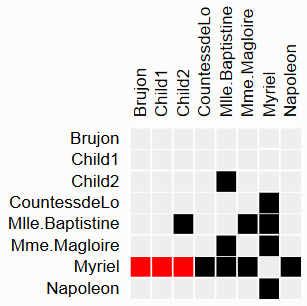 Brujon
Child1
Child2
CountessdeLo
Mlle.Baptistine
Mme.Magloire
Myriel
Napoleon
Brujon
Child1
Child2
CountessdeLo
Mlle.Baptistine
Mme.Magloire
Myriel
Napoleon